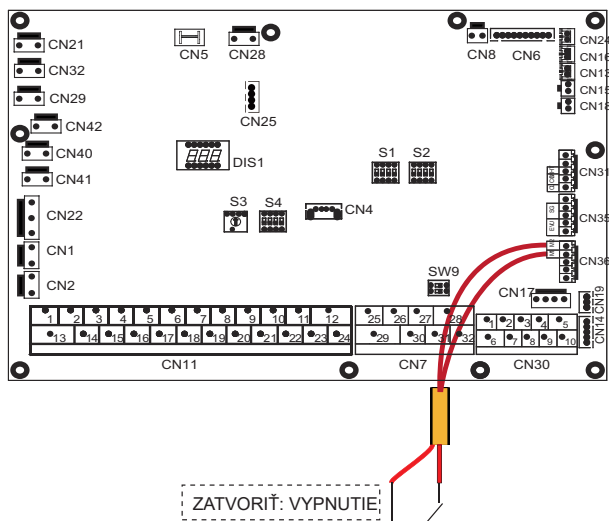 CN21
CN5
CN28
CN8
CN6
CN24
CN16
CN13
CN15
CN18
CN32
CN29
CN25
CN42
CN40
DIS1
S1 S2
CN41
CN31
CN22
S3 S4
CN4
SG
EVU
CN35
CN1
M1 M2
CN36
CN2
SW9
CN17
CN19
1 2 3 4 5 6 7 8 9 10 11 12
25 26 27 28
1 2 3 4 5
13 14 15 16 17 18 19 20 21 22 23 24
29 30 31 32
6 7 8 9 10
CN14
CN11
CN7
CN30
ZATVORIŤ: VYPNUTIE